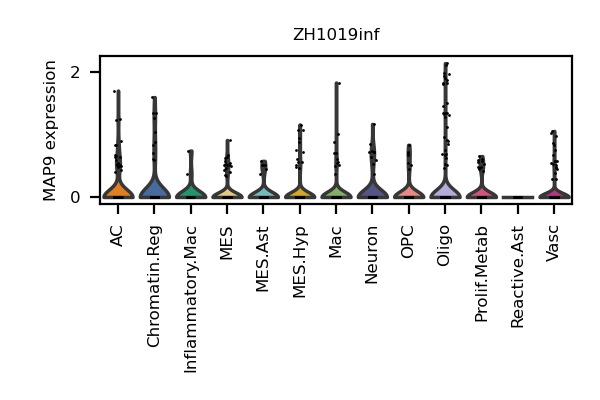 ZH1019inf
MAP9 expression
2
0
AC
Chromatin.Reg
Inflammatory.Mac
MES
MES.Ast
MES.Hyp
Mac
Neuron
OPC
Oligo
Prolif.Metab
Reactive.Ast
Vasc